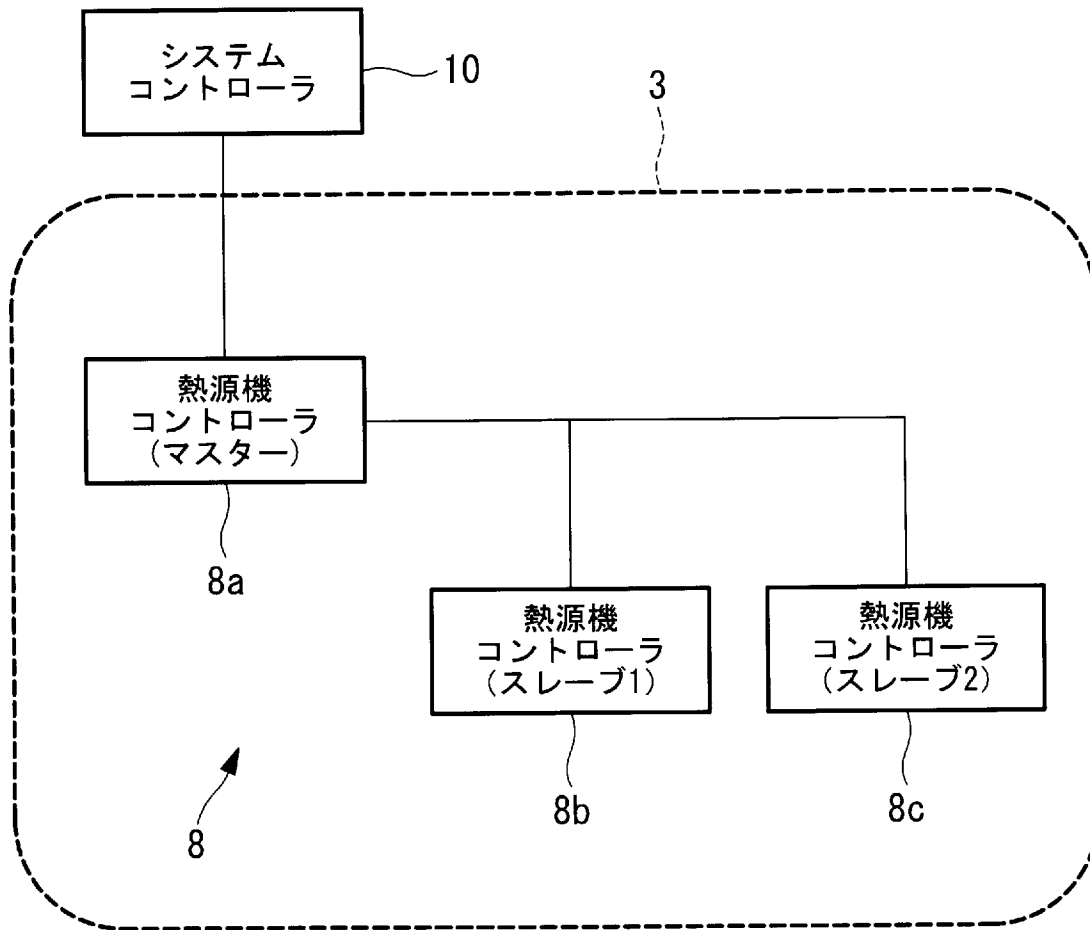 システム
コントローラ
10
3
熱源機
コントローラ
(マスター)
8a
熱源機
コントローラ
(スレーブ1)
熱源機
コントローラ
(スレーブ2)
8b
8c
8